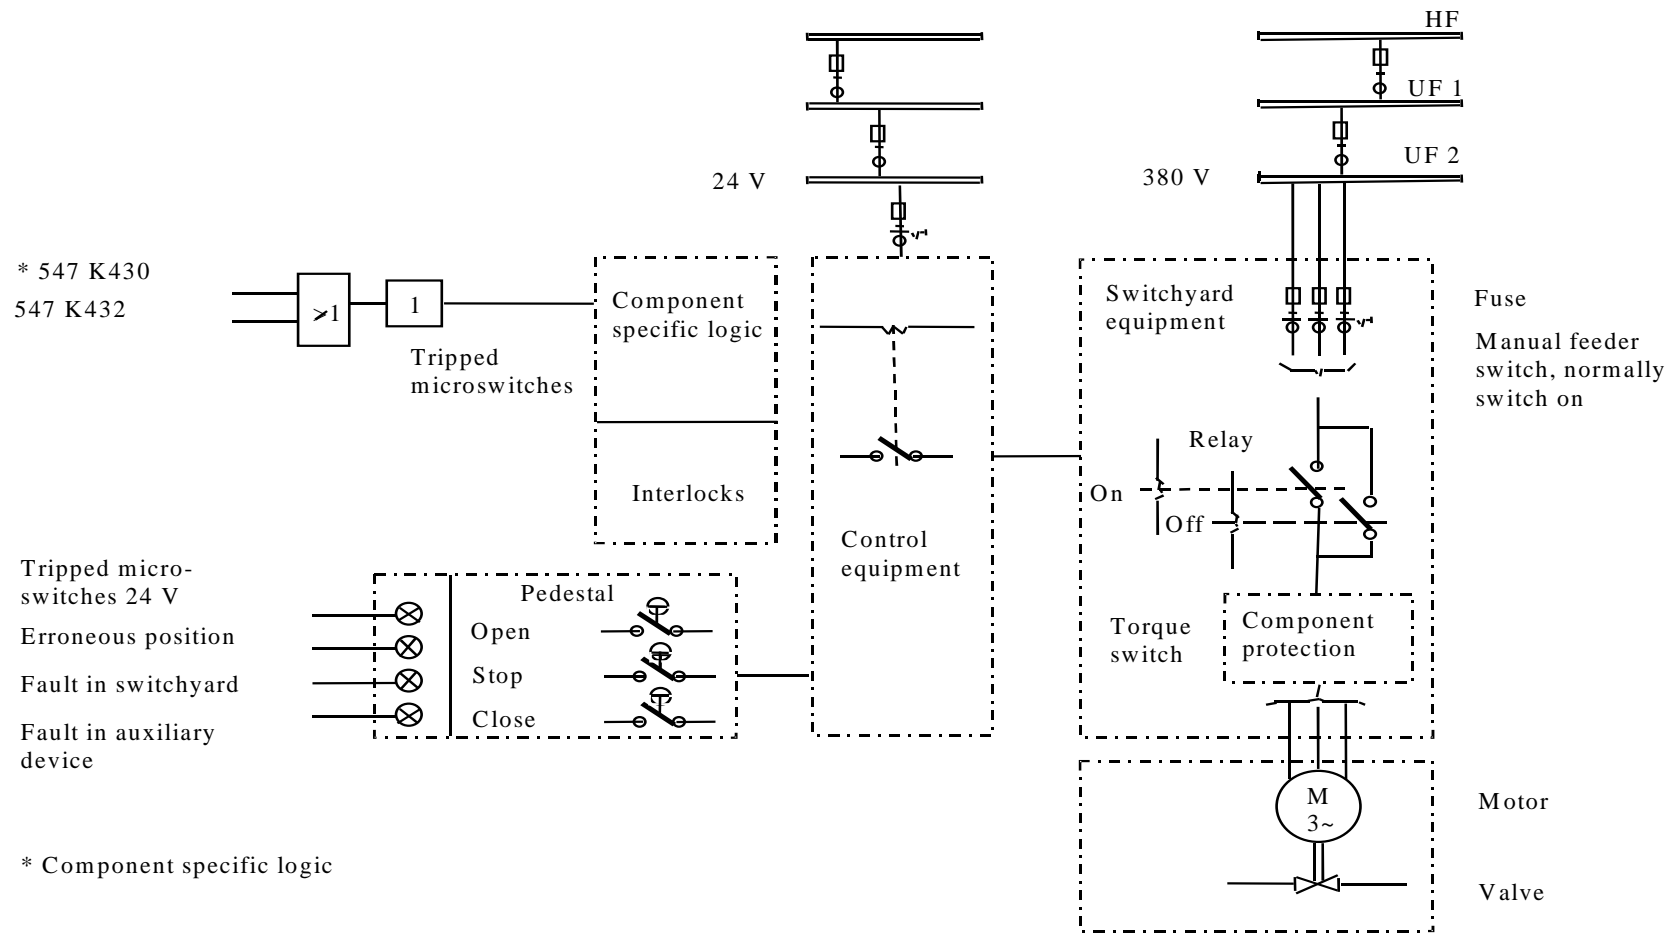 HF
UF 1
UF 2
24 V
380 V
* 547 K430
547 K432
≥1
1
Tripped
microswitches
Component
specific logic
Interlocks
Control
equipment
Switchyard
equipment
Fuse
Manual feeder
switch, normally
switch on
Relay
On
Off
Torque
switch
Component
protection
Tripped micro-
switches 24 V
Erroneous position
Fault in switchyard
Fault in auxiliary
device
Pedestal
Open
Stop
Close
M
3~
Motor
Valve
* Component specific logic